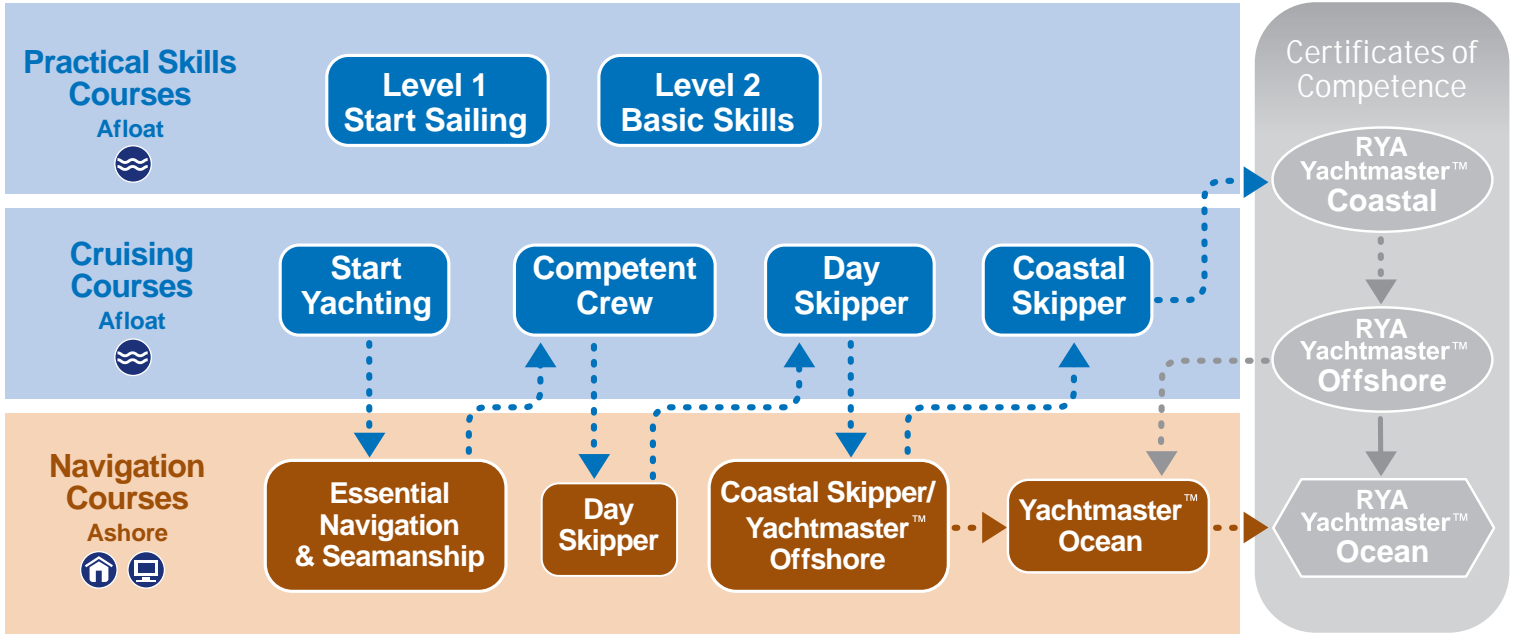 Practical Skills
Courses
Afloat
Level 1
Start Sailing
Level 2
Basic Skills
Cruising
Courses
Afloat
Start
Yachting
Competent
Crew
Day
Skipper
Coastal
Skipper
Navigation
Courses
Ashore
Essential
Navigation
& Seamanship
Day
Skipper
Coastal Skipper/
Yachtmaster™
Offshore
Yachtmaster™
Ocean
Certificates of
Competence
RYA
Yachtmaster™
Coastal
RYA
Yachtmaster™
Offshore
RYA
Yachtmaster™
Ocean